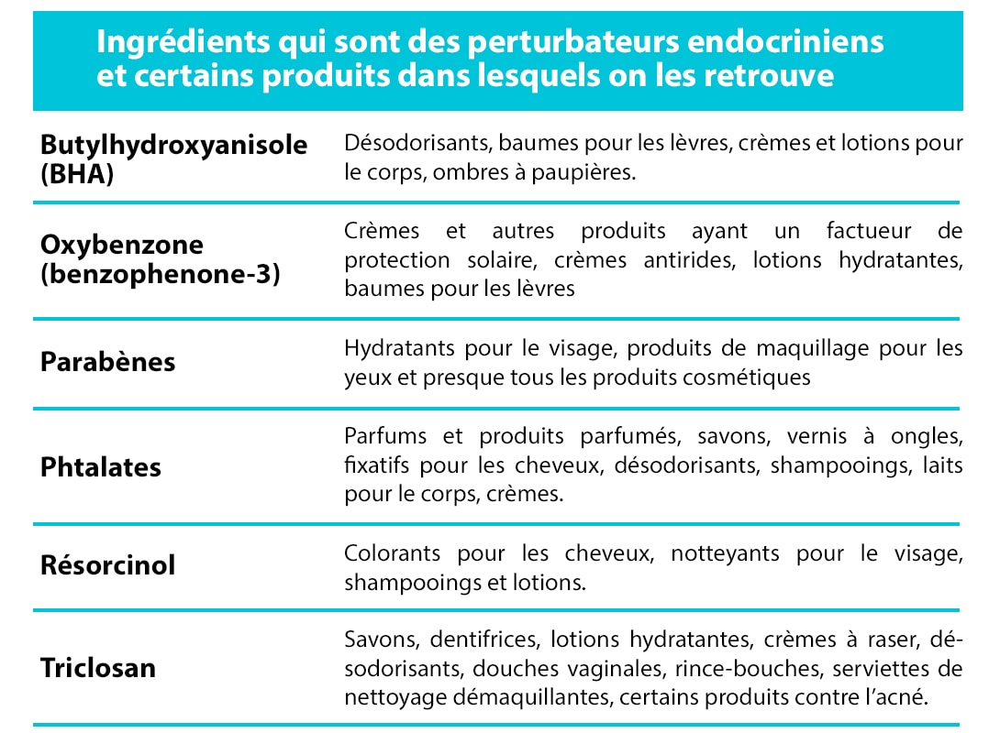 Ingrédients qui sont des perturbateurs endocriniens
et certains produits dans lesquels on les retrouve
Butylhydroxyanisole
(BHA)
Désodorisants, baumes pour les lèvres, crèmes et lotions pour
le corps, ombres à paupières.
Oxybenzone
(benzophenone-3)
Crèmes et autres produits ayant un factueur de
protection solaire, crèmes antirides, lotions hydratantes,
baumes pour les lèvres
Parabènes
Hydratants pour le visage, produits de maquillage pour les
yeux et presque tous les produits cosmétiques
Phtalates
Parfums et produits parfumés, savons, vernis à ongles,
fixatifs pour les cheveux, désodorisants, shampooings, laits
pour le corps, crèmes.
Résorcinol
Colorants pour les cheveux, notteyants pour le visage,
shampooings et lotions.
Triclosan
Savons, dentifrices, lotions hydratantes, crèmes à raser, dé-
sodorisants, douches vaginales, rince-bouches, serviettes de
nettoyage démaquillantes, certains produits contre l’acné.